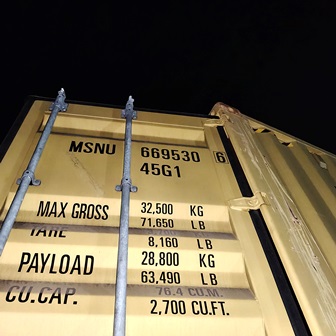 MSNU 669530 6
45G1
MAX GROSS 32,500 KG
71,650 LB
TARE
8,160 LB
PAYLOAD 28,800 KG
63,490 LB
CU.CAP. 76.4 CU.M.
2,700 CU.FT.